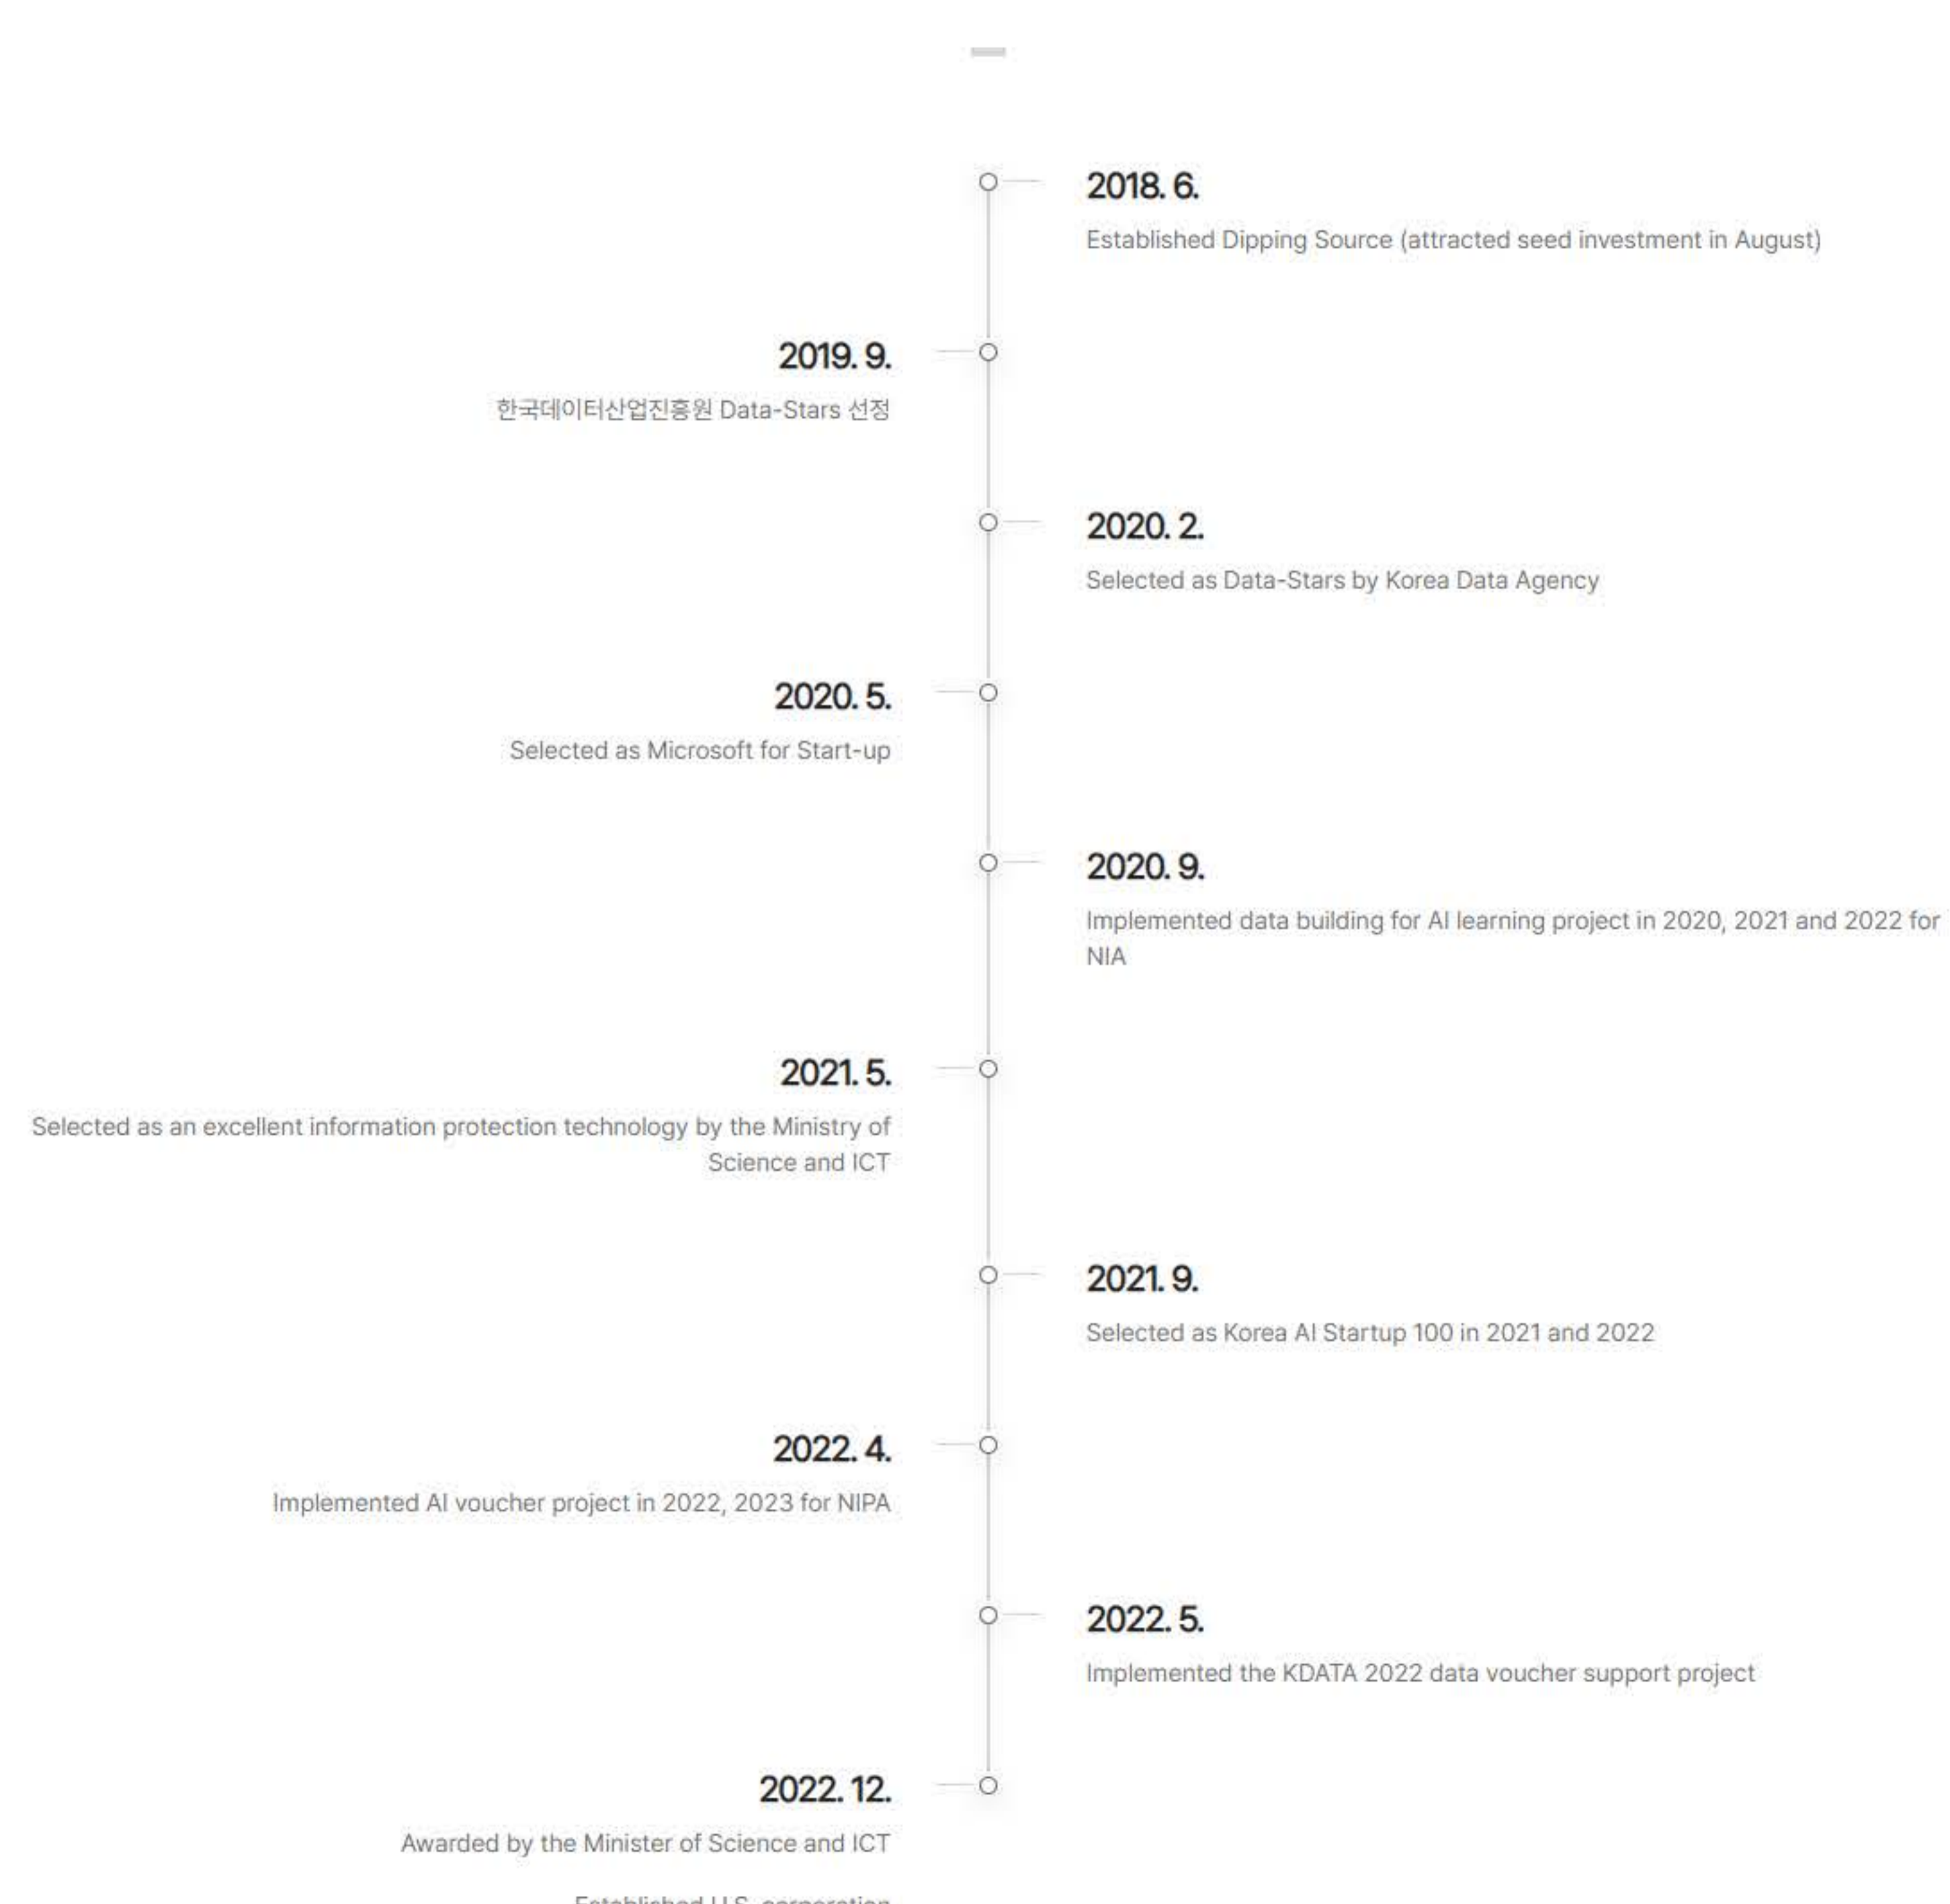 2018. 6.
Established Dipping Source (attracted seed investment in August)
2019. 9.
한국데이터산업진흥원 Data-Stars 선정
2020. 2.
Selected as Data-Stars by Korea Data Agency
2020. 5.
Selected as Microsoft for Start-up
2020. 9.
Implemented data building for AI learning project in 2020, 2021 and 2022 for
NIA
2021. 5.
Selected as an excellent information protection technology by the Ministry of
Science and ICT
2021. 9.
Selected as Korea AI Startup 100 in 2021 and 2022
2022. 4.
Implemented AI voucher project in 2022, 2023 for NIPA
2022. 5.
Implemented the KDATA 2022 data voucher support project
2022. 12.
Awarded by the Minister of Science and ICT
Established U.S. corporation